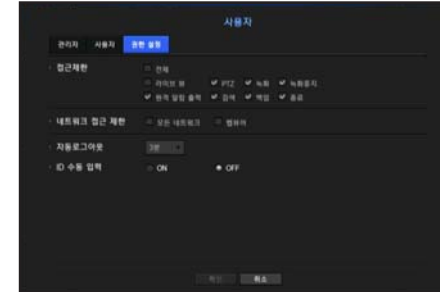 사용자
관리자 사용자 권한 설정
접근제한 전체
라이브 뷰 PTZ 녹화 녹화중지
원격 알람 출력 검색 백업 종료
네트워크 접근 제한 모든 네트워크 웹뷰어
자동로그아웃 3분
ID 수동 입력 ON OFF
확인 취소